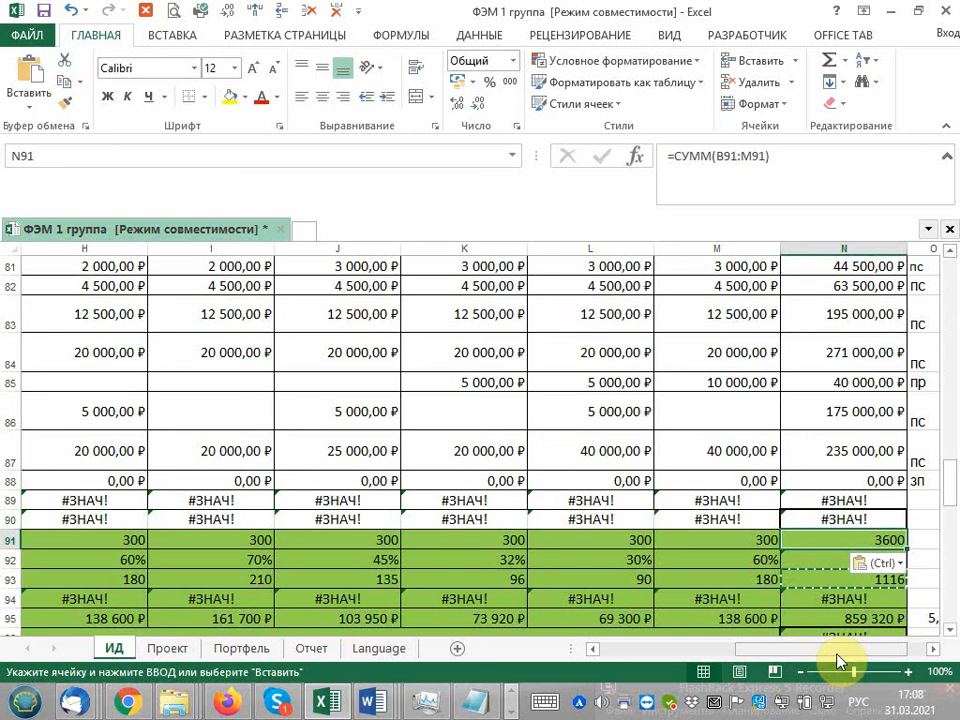 ФЭМ 1 группа [Режим совместимости] - Excel
ФАЙЛ ГЛАВНАЯ ВСТАВКА РАЗМЕТКА СТРАНИЦЫ ФОРМУЛЫ ДАННЫЕ РЕЦЕНЗИРОВАНИЕ ВИД РАЗРАБОТЧИК OFFICE TAB Вход
Вставить
Calibri 12
Ж К Ч
Общий
% 000
Условное форматирование
Форматировать как таблицу
Стили ячеек
Вставить
Удалить
Формат
Буфер обмена Шрифт Выравнивание Число Стили Ячейки Редактирование
N91 fx =СУММ(B91:M91)
ФЭМ 1 группа [Режим совместимости] *
H I J K L M N O
81 2 000,00 ₽ 2 000,00 ₽ 3 000,00 ₽ 3 000,00 ₽ 3 000,00 ₽ 3 000,00 ₽ 44 500,00 ₽ пс
82 4 500,00 ₽ 4 500,00 ₽ 4 500,00 ₽ 4 500,00 ₽ 4 500,00 ₽ 4 500,00 ₽ 63 500,00 ₽ ПС
83 12 500,00 ₽ 12 500,00 ₽ 12 500,00 ₽ 12 500,00 ₽ 12 500,00 ₽ 12 500,00 ₽ 195 000,00 ₽ ПС
84 20 000,00 ₽ 20 000,00 ₽ 20 000,00 ₽ 20 000,00 ₽ 20 000,00 ₽ 20 000,00 ₽ 271 000,00 ₽ ПС
85 5 000,00 ₽ 5 000,00 ₽ 10 000,00 ₽ 40 000,00 ₽ пр
86 5 000,00 ₽ 5 000,00 ₽ 5 000,00 ₽ 175 000,00 ₽ ПС
87 20 000,00 ₽ 20 000,00 ₽ 25 000,00 ₽ 20 000,00 ₽ 40 000,00 ₽ 40 000,00 ₽ 235 000,00 ₽ ПС
88 0,00 ₽ 0,00 ₽ 0,00 ₽ 0,00 ₽ 0,00 ₽ 0,00 ₽ 0,00 ₽ ЗП
89 #ЗНАЧ! #ЗНАЧ! #ЗНАЧ! #ЗНАЧ! #ЗНАЧ! #ЗНАЧ! #ЗНАЧ!
90 #ЗНАЧ! #ЗНАЧ! #ЗНАЧ! #ЗНАЧ! #ЗНАЧ! #ЗНАЧ! #ЗНАЧ!
91 300 300 300 300 300 300 3600
92 60% 70% 45% 32% 30% 60% (Ctrl)
93 180 210 135 96 90 180 1116
94 #ЗНАЧ! #ЗНАЧ! #ЗНАЧ! #ЗНАЧ! #ЗНАЧ! #ЗНАЧ! #ЗНАЧ!
95 138 600 ₽ 161 700 ₽ 103 950 ₽ 73 920 ₽ 69 300 ₽ 138 600 ₽ 859 320 ₽ 5,
ИД Проект Портфель Отчет Language
Укажите ячейку и нажмите ВВОД или выберите "Вставить" 100%
Flashback Express 5 Recorder
РУС 17:08
31.03.2021